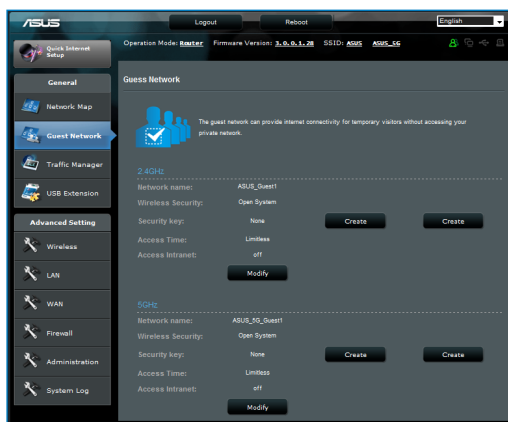 ASUS Logout Reboot English
Quick Internet Setup
Operation Mode: Router Firmware Version: 3.0.0.1.28 SSID: ASUS ASUS_5G
General
Network Map
Guest Network
Traffic Manager
USB Extension
Advanced Setting
Wireless
LAN
WAN
Firewall
Administration
System Log
Guess Network
The guest network can provide internet connectivity for temporary visitors without accessing your
private network.
2.4GHz
Network name: ASUS_Guest1
Wireless Security: Open System
Security key: None Create Create
Access Time: Limitless
Access Intranet: off
Modify
5GHz
Network name: ASUS_5G_Guest1
Wireless Security: Open System
Security key: None Create Create
Access Time: Limitless
Access Intranet: off
Modify